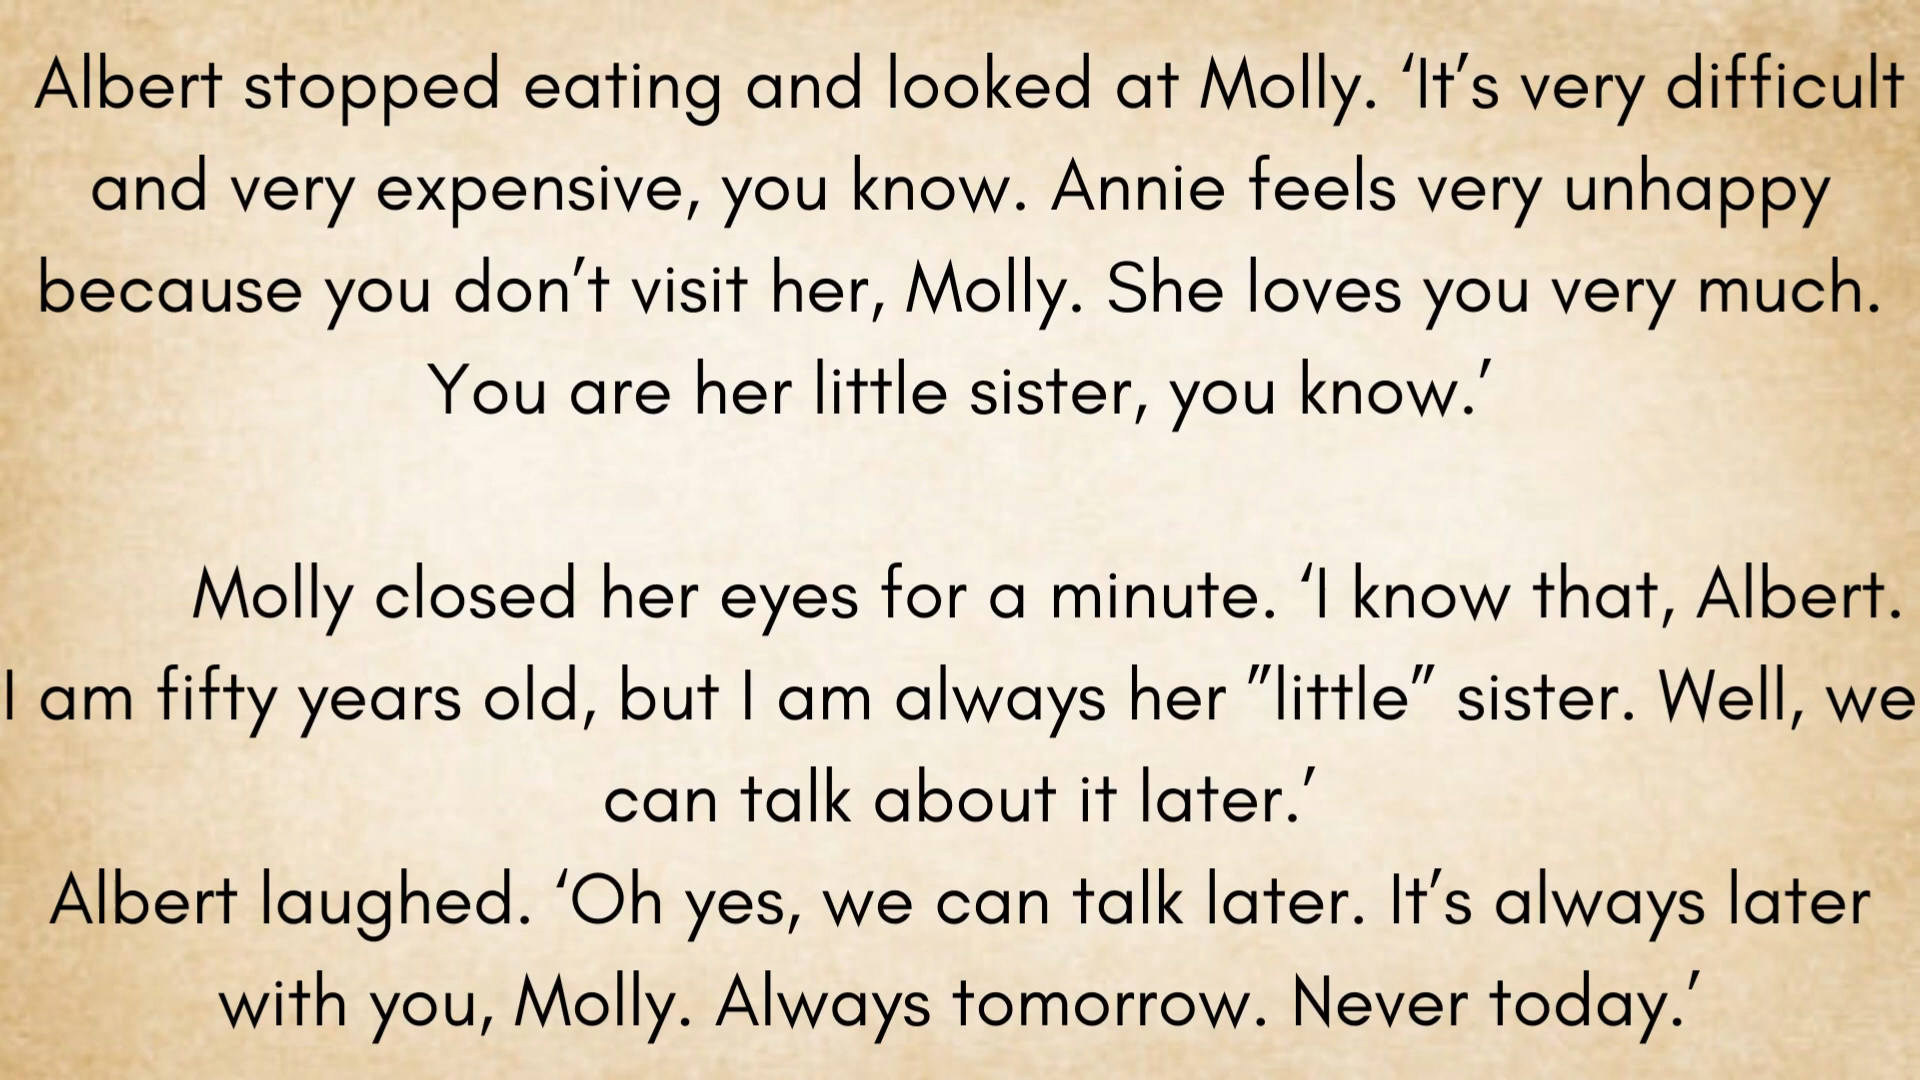 Albert stopped eating and looked at Molly. ‘It’s very difficult
and very expensive, you know. Annie feels very unhappy
because you don’t visit her, Molly. She loves you very much.
You are her little sister, you know.’
Molly closed her eyes for a minute. ‘I know that, Albert.
I am fifty years old, but I am always her ”little” sister. Well, we
can talk about it later.’
Albert laughed. ‘Oh yes, we can talk later. It’s always later
with you, Molly. Always tomorrow. Never today.’